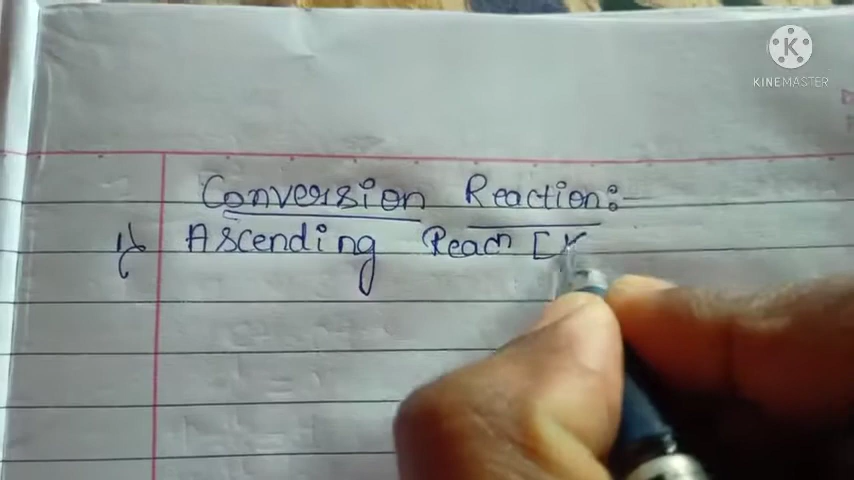 K
KINEMASTER
Conversion Reaction:-
1) Ascending Reacn [K